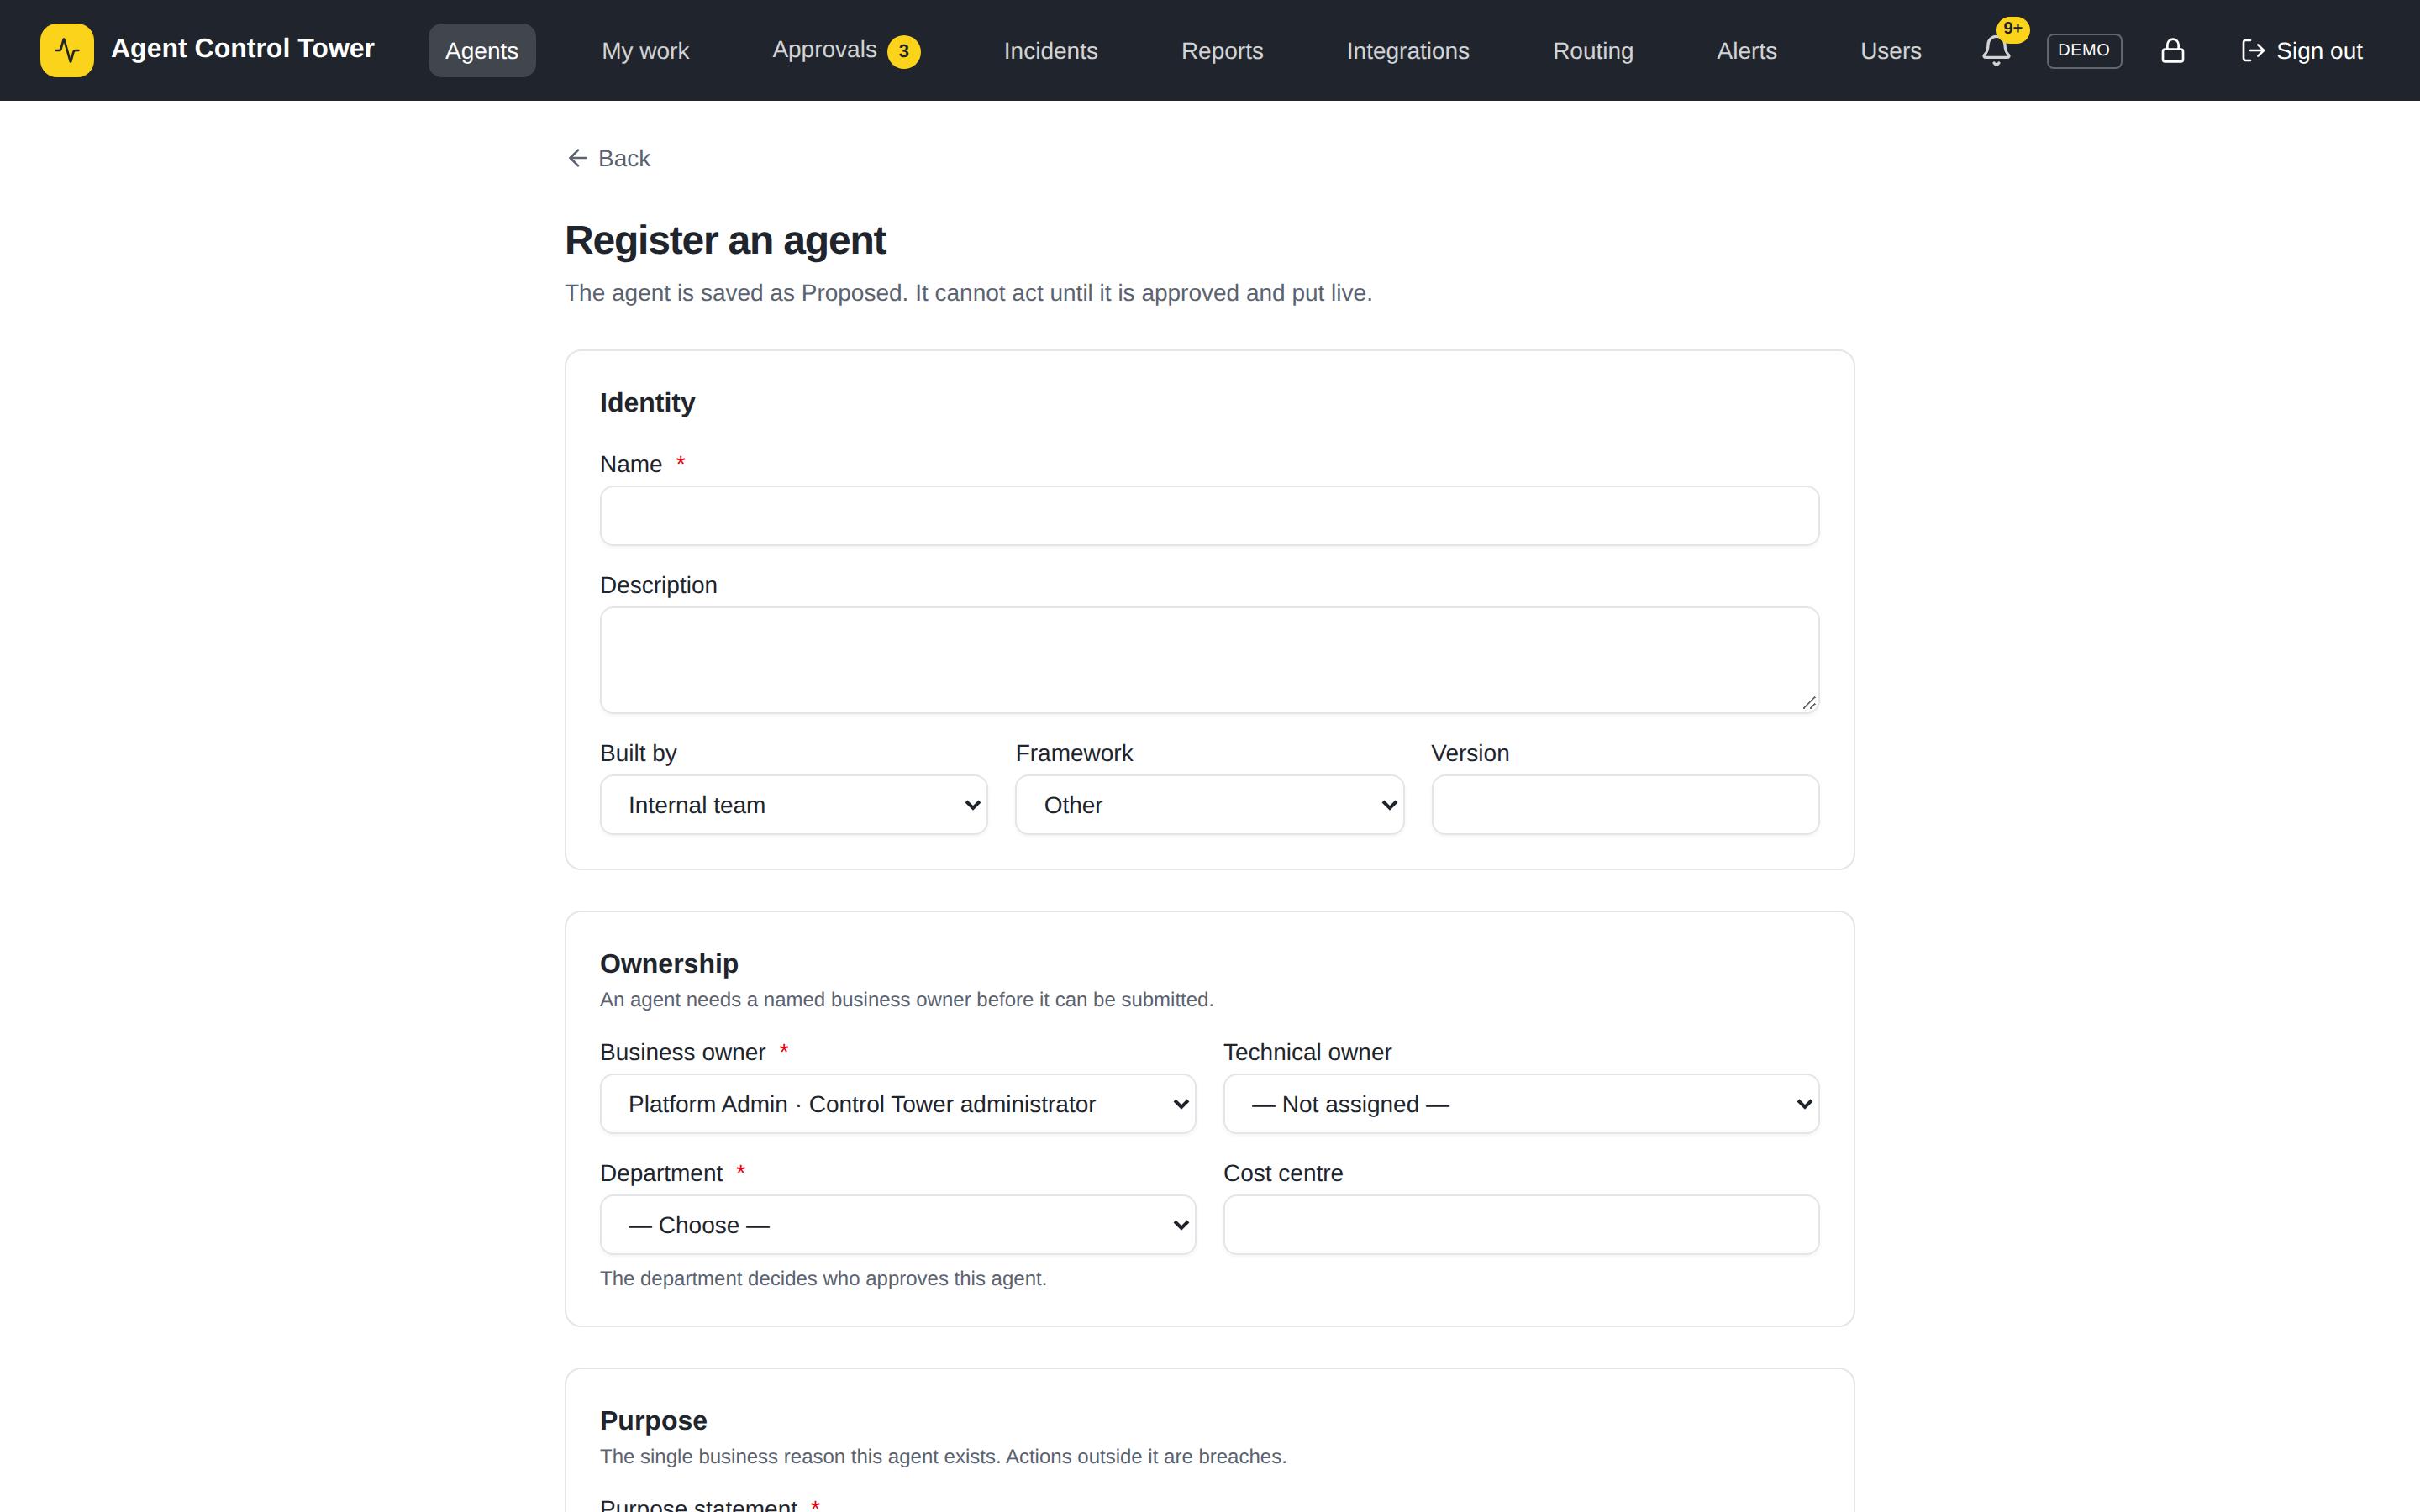 Agent Control Tower
Agents
My work
Approvals 3
Incidents
Reports
Integrations
Routing
Alerts
Users
9+
DEMO
Sign out
Back
Register an agent
The agent is saved as Proposed. It cannot act until it is approved and put live.
Identity
Name *
Description
Built by
Framework
Version
Internal team
Other
Ownership
An agent needs a named business owner before it can be submitted.
Business owner *
Technical owner
Platform Admin · Control Tower administrator
— Not assigned —
Department *
Cost centre
— Choose —
The department decides who approves this agent.
Purpose
The single business reason this agent exists. Actions outside it are breaches.
Purpose statement *